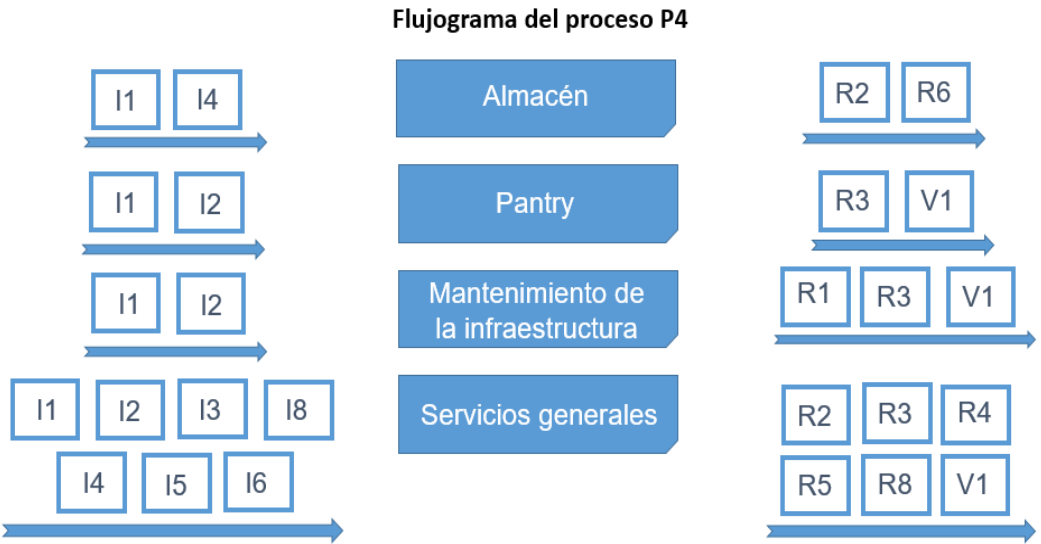 Flujograma del proceso P4
I1 I4 Almacén R2 R6
I1 I2 Pantry R3 V1
I1 I2 Mantenimiento de
la infraestructura R1 R3 V1
I1 I2 I3 I8 Servicios generales R2 R3 R4
I4 I5 I6 R5 R8 V1